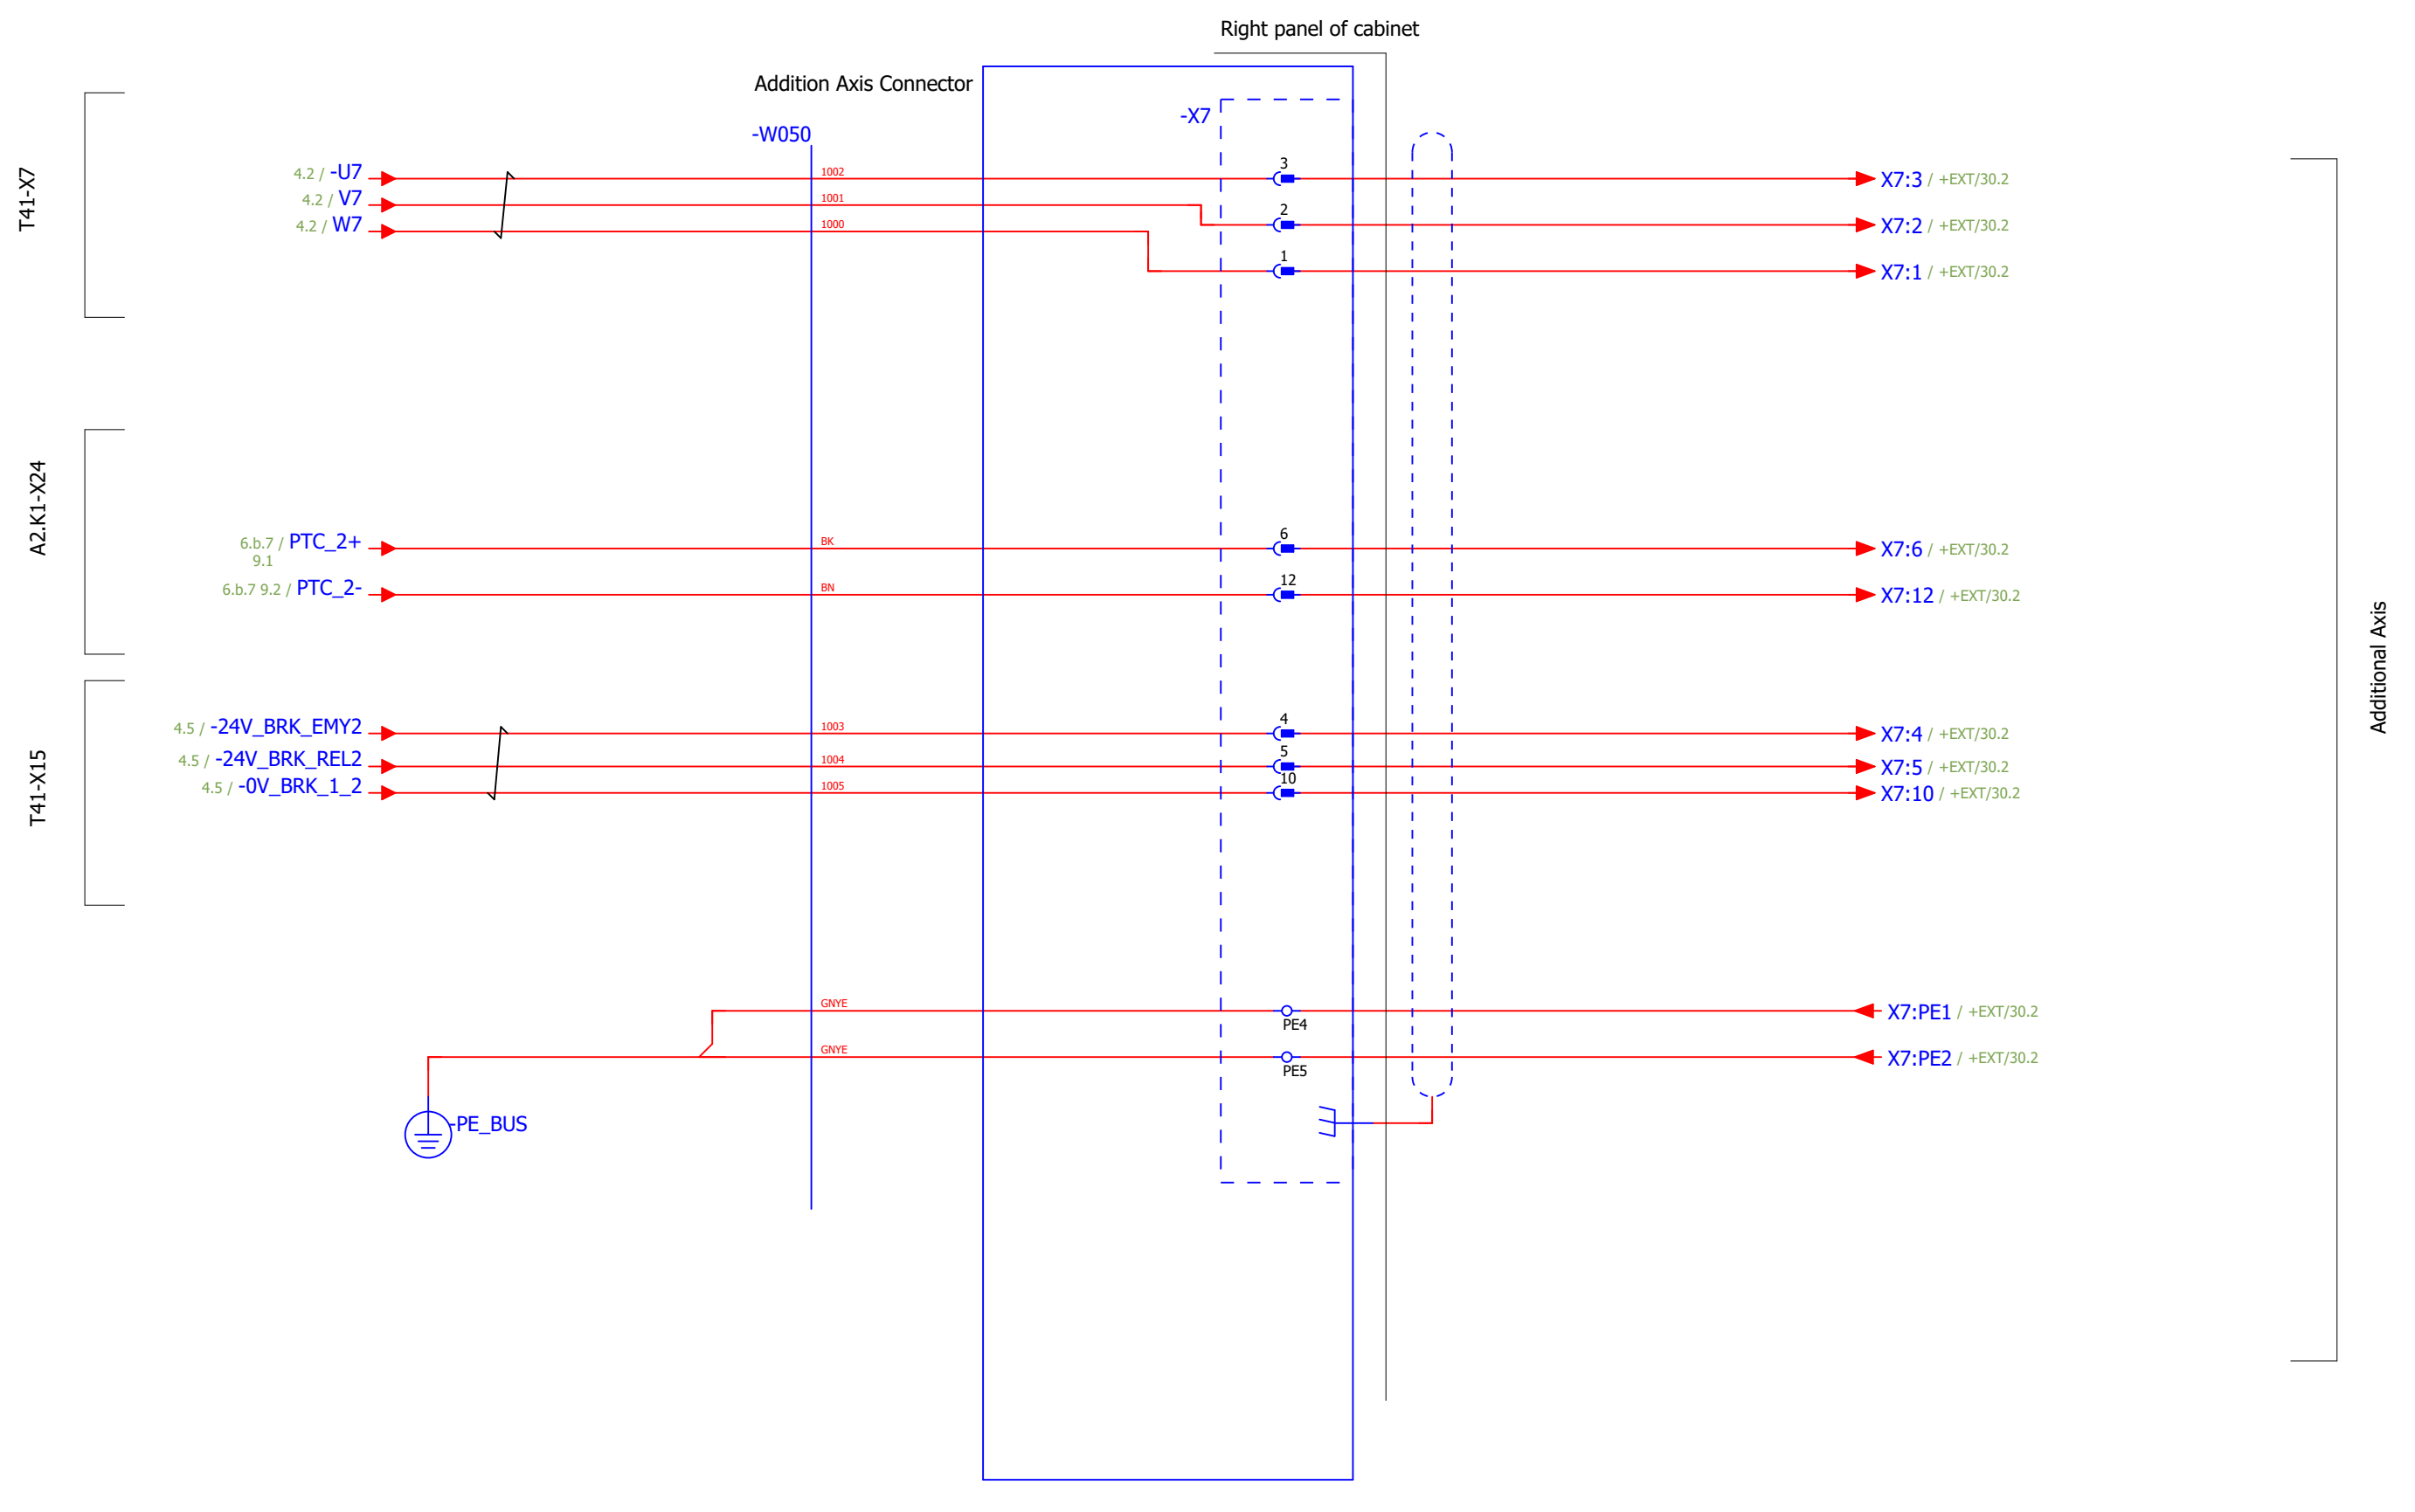 Right panel of cabinet
Addition Axis Connector
-X7
-W050
T41-X7
4.2 / -U7
1002
3
X7:3 / +EXT/30.2
4.2 / V7
1001
2
X7:2 / +EXT/30.2
4.2 / W7
1000
1
X7:1 / +EXT/30.2
A2.K1-X24
6.b.7 / PTC_2+
9.1
BK
6
X7:6 / +EXT/30.2
6.b.7 9.2 / PTC_2-
BN
12
X7:12 / +EXT/30.2
Additional Axis
T41-X15
4.5 / -24V_BRK_EMY2
1003
4
X7:4 / +EXT/30.2
4.5 / -24V_BRK_REL2
1004
5
X7:5 / +EXT/30.2
4.5 / -0V_BRK_1_2
1005
10
X7:10 / +EXT/30.2
GNYE
PE4
X7:PE1 / +EXT/30.2
GNYE
PE5
X7:PE2 / +EXT/30.2
-PE_BUS